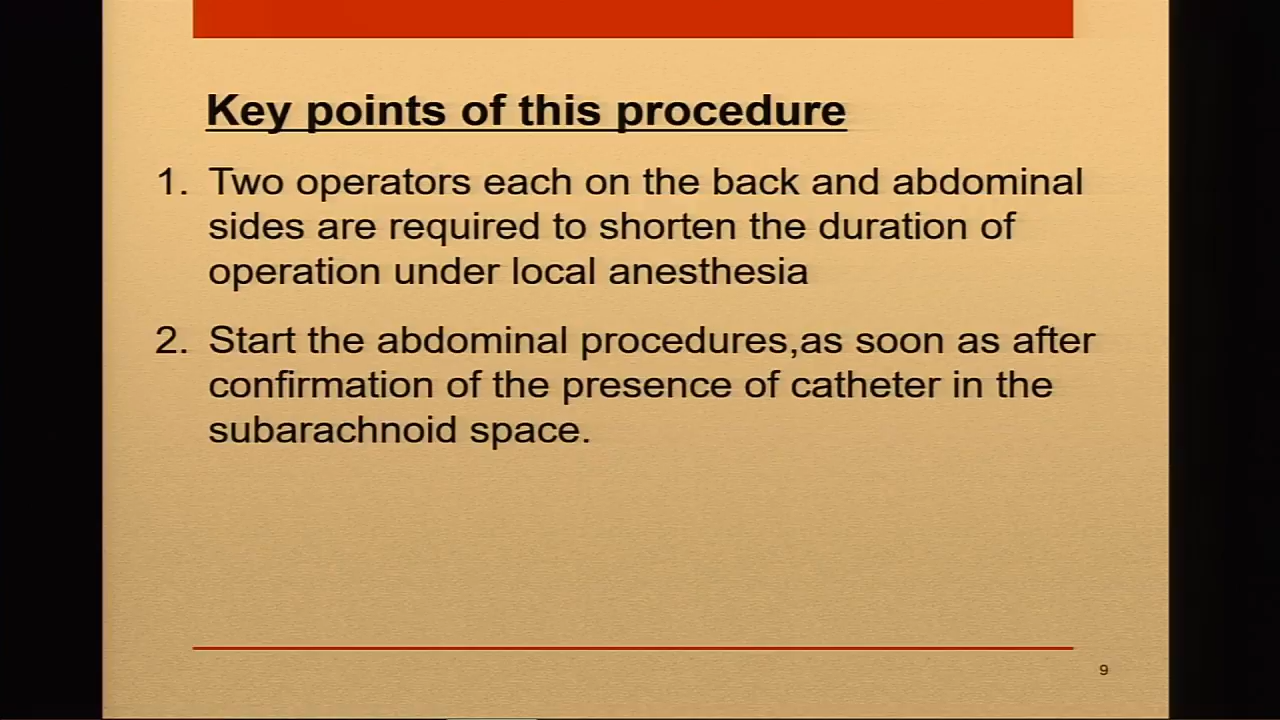 Key points of this procedure
1. Two operators each on the back and abdominal
sides are required to shorten the duration of
operation under local anesthesia
2. Start the abdominal procedures,as soon as after
confirmation of the presence of catheter in the
subarachnoid space.
9